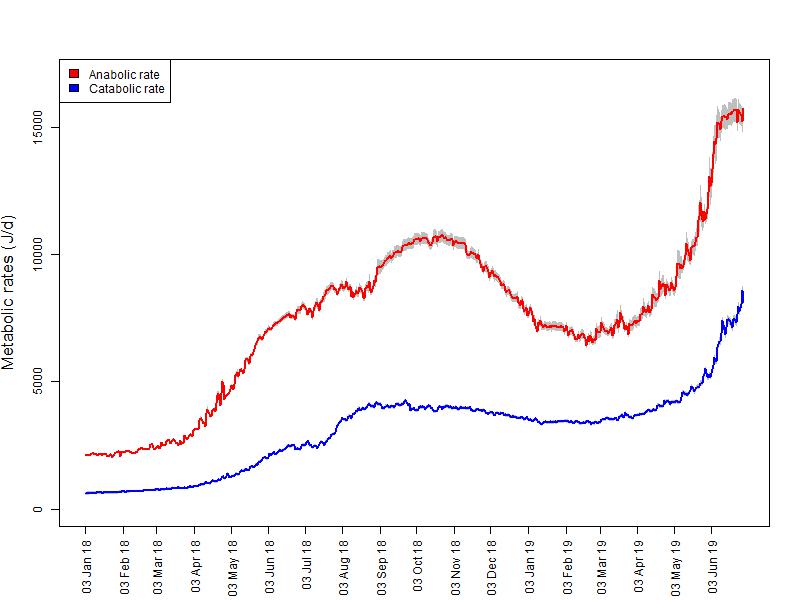 Anabolic rate
Catabolic rate
Metabolic rates (J/d)
15000
10000
5000
0
03 Jan 18
03 Feb 18
03 Mar 18
03 Apr 18
03 May 18
03 Jun 18
03 Jul 18
03 Aug 18
03 Sep 18
03 Oct 18
03 Nov 18
03 Dec 18
03 Jan 19
03 Feb 19
03 Mar 19
03 Apr 19
03 May 19
03 Jun 19